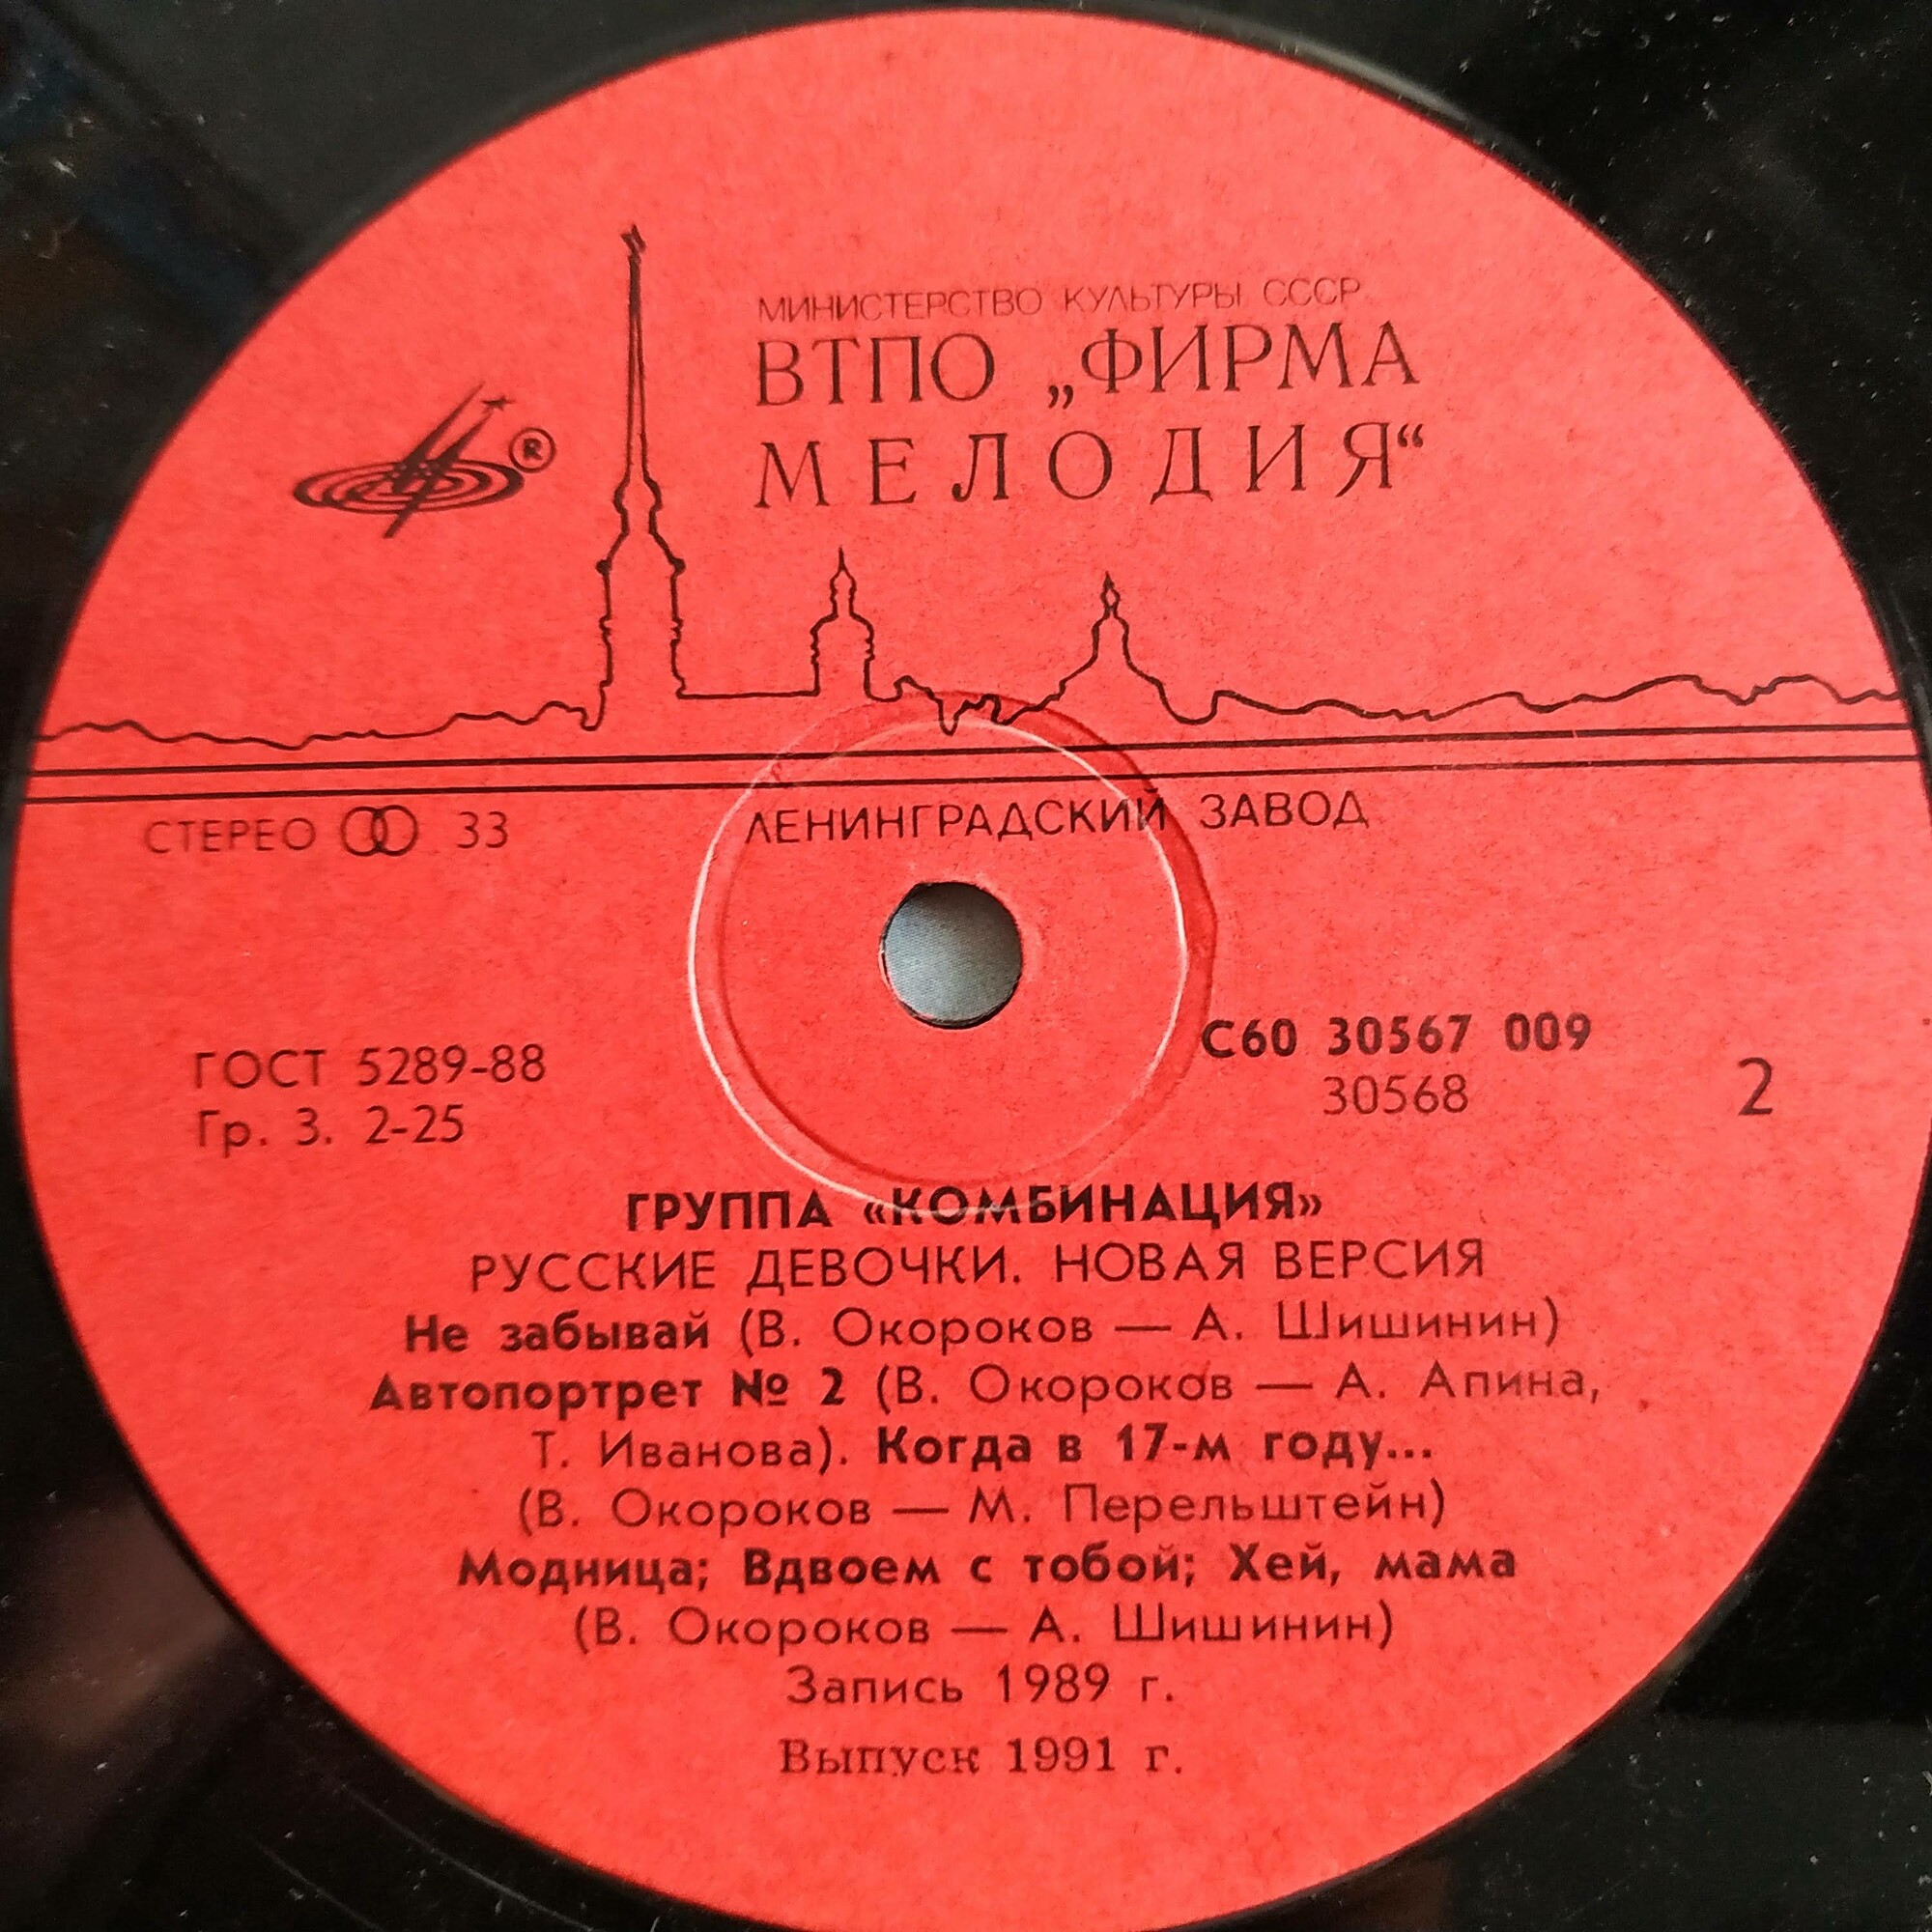 МИНИСТЕРСТВО КУЛЬТУРЫ СССР
ВТПО „ФИРМА
МЕЛОДИЯ“
®
СТЕРЕО 33
ЛЕНИНГРАДСКИЙ ЗАВОД
ГОСТ 5289-88
Гр. 3. 2-25
С60 30567 009
30568
2
ГРУППА «КОМБИНАЦИЯ»
РУССКИЕ ДЕВОЧКИ. НОВАЯ ВЕРСИЯ
Не забывай (В. Окороков — А. Шишинин)
Автопортрет № 2 (В. Окороков — А. Апина,
Т. Иванова). Когда в 17-м году...
(В. Окороков — М. Перельштейн)
Модница; Вдвоем с тобой; Хей, мама
(В. Окороков — А. Шишинин)
Запись 1989 г.
Выпуск 1991 г.